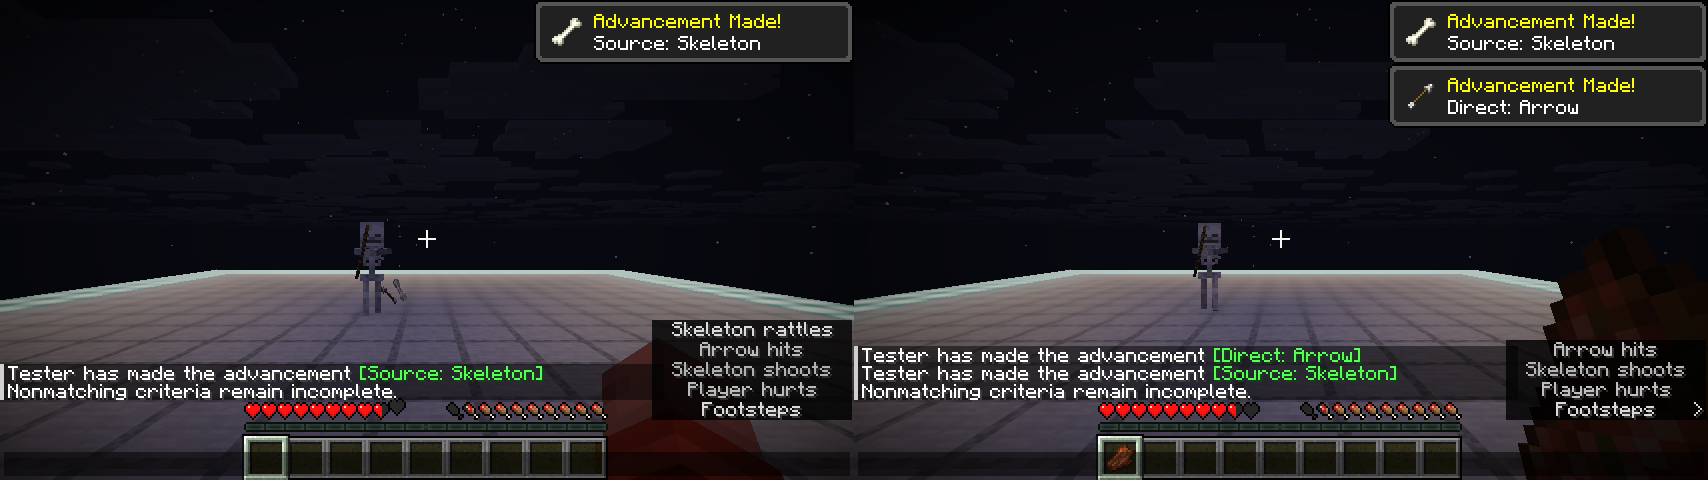 Advancement Made!
Source: Skeleton
Skeleton rattles
Arrow hits
Skeleton shoots
Player hurts
Footsteps
Tester has made the advancement [Source: Skeleton]
Nonmatching criteria remain incomplete.
Advancement Made!
Source: Skeleton
Advancement Made!
Direct: Arrow
Arrow hits
Skeleton shoots
Player hurts
Footsteps >
Tester has made the advancement [Direct: Arrow]
Tester has made the advancement [Source: Skeleton]
Nonmatching criteria remain incomplete.